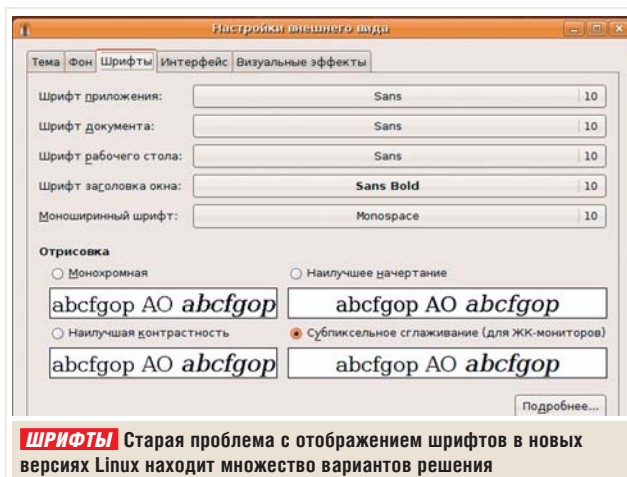 Настройки внешнего вида
Тема Фон Шрифты Интерфейс Визуальные эффекты
Шрифт приложения: Sans 10
Шрифт документа: Sans 10
Шрифт рабочего стола: Sans 10
Шрифт заголовка окна: Sans Bold 10
Моноширинный шрифт: Monospace 10
Отрисовка
Монохромная Наилучшее начертание
abcfgop AO abcfgop abcfgop AO abcfgop
Наилучшая контрастность Субпиксельное сглаживание (для ЖК-мониторов)
abcfgop AO abcfgop abcfgop AO abcfgop
Подробнее...
ШРИФТЫ Старая проблема с отображением шрифтов в новых
версиях Linux находит множество вариантов решения